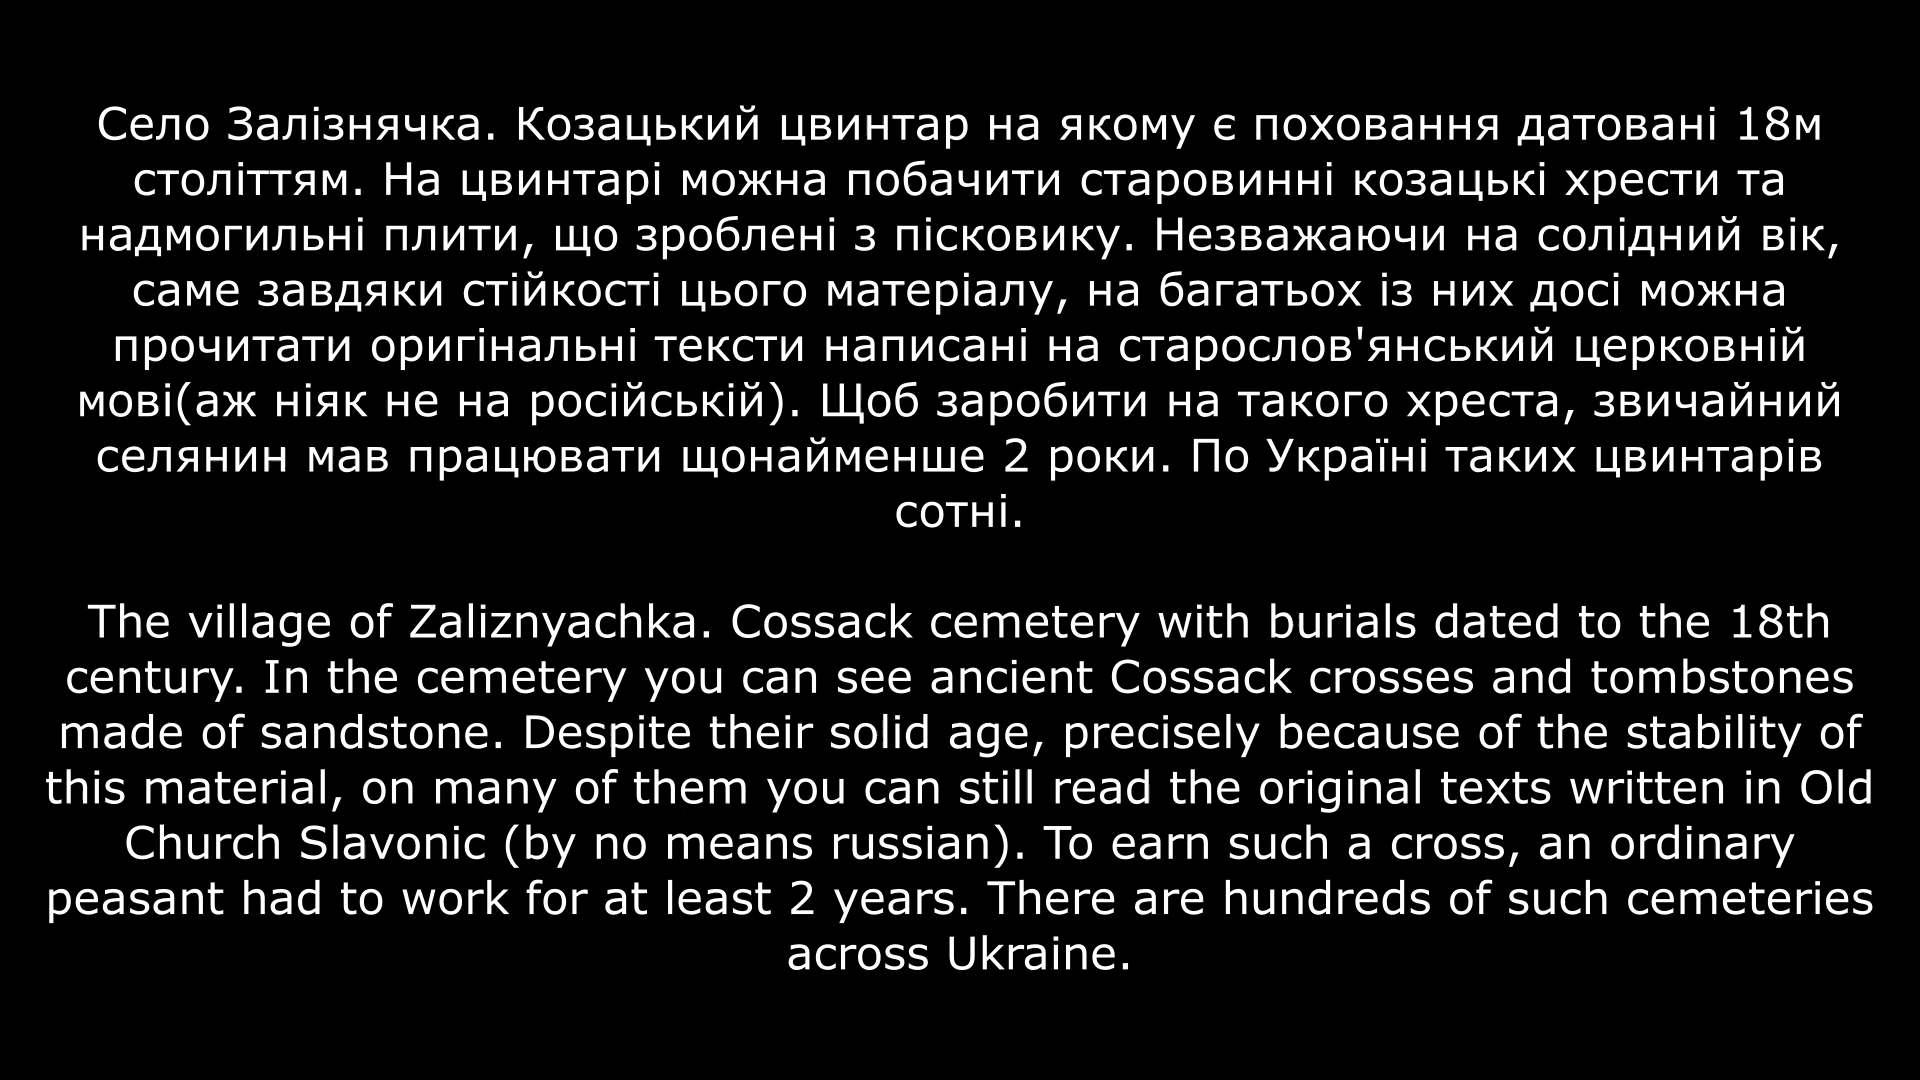 Село Залізнячка. Козацький цвинтар на якому є поховання датовані 18м
століттям. На цвинтарі можна побачити старовинні козацькі хрести та
надмогильні плити, що зроблені з пісковику. Незважаючи на солідний вік,
саме завдяки стійкості цього матеріалу, на багатьох із них досі можна
прочитати оригінальні тексти написані на старослов'янський церковній
мові(аж ніяк не на російській). Щоб заробити на такого хреста, звичайний
селянин мав працювати щонайменше 2 роки. По Україні таких цвинтарів
сотні.
The village of Zaliznyachka. Cossack cemetery with burials dated to the 18th
century. In the cemetery you can see ancient Cossack crosses and tombstones
made of sandstone. Despite their solid age, precisely because of the stability of
this material, on many of them you can still read the original texts written in Old
Church Slavonic (by no means russian). To earn such a cross, an ordinary
peasant had to work for at least 2 years. There are hundreds of such cemeteries
across Ukraine.